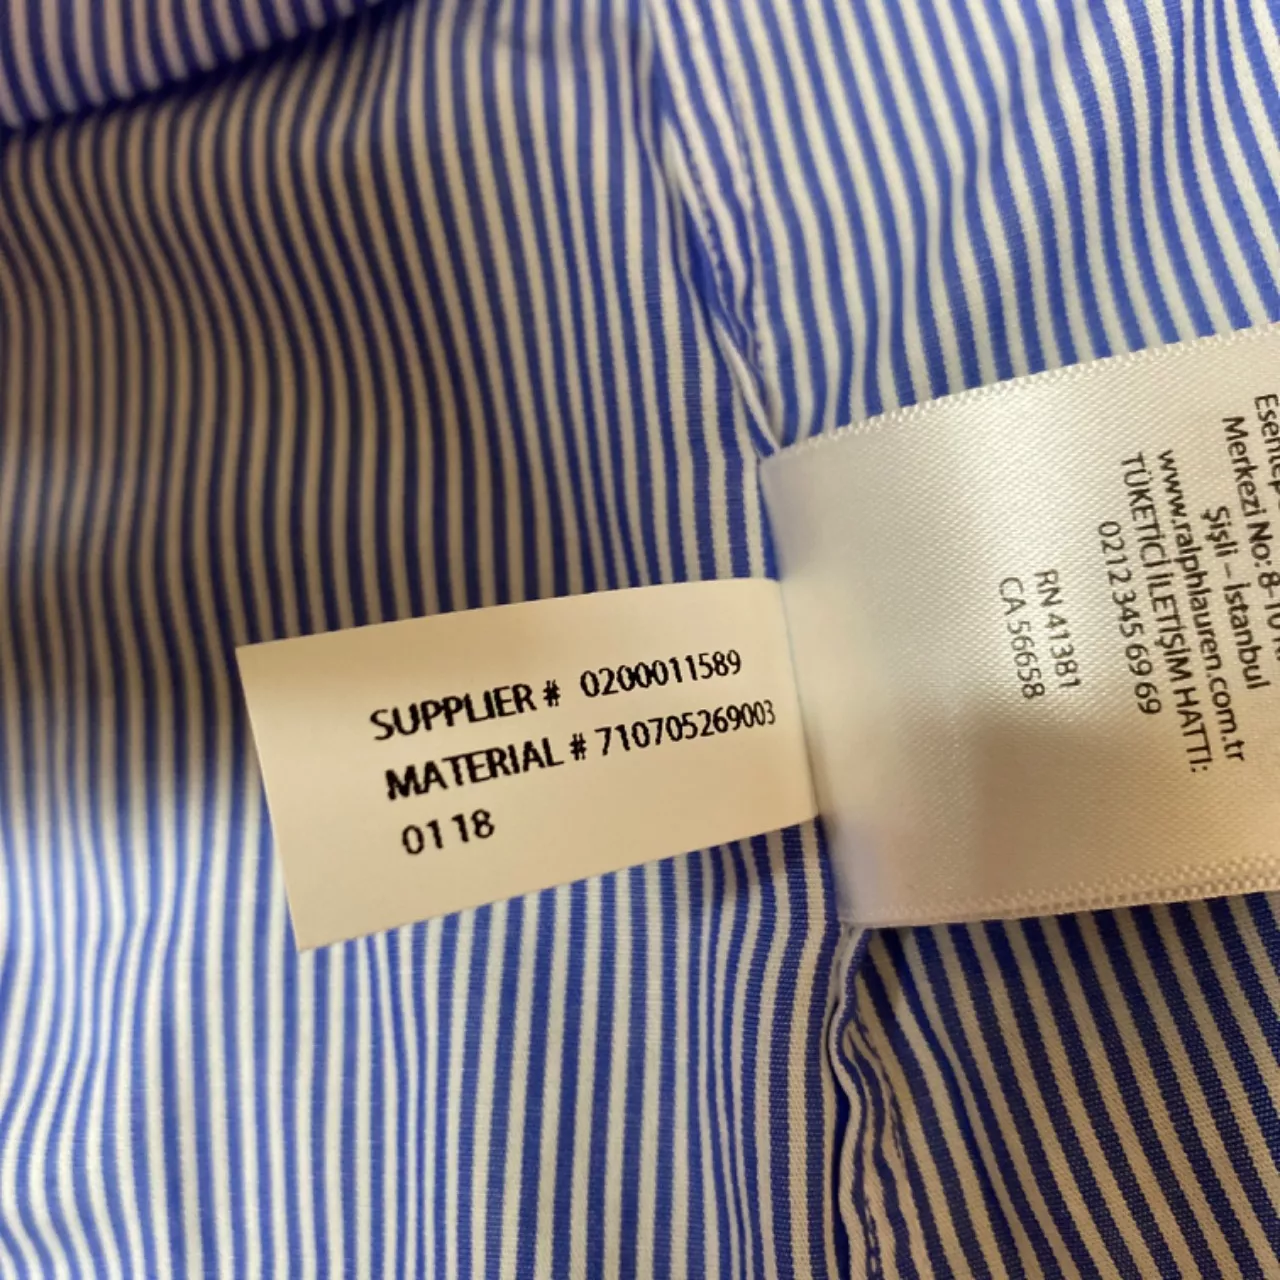 SUPPLIER # 0200011589
MATERIAL # 710705269003
0118
Merkezi No: 8-10
Şişli – İstanbul
www.ralphlauren.com.tr
TÜKETİCİ İLETİŞİM HATTI:
0212 345 69 69
RN 41381
CA 56658